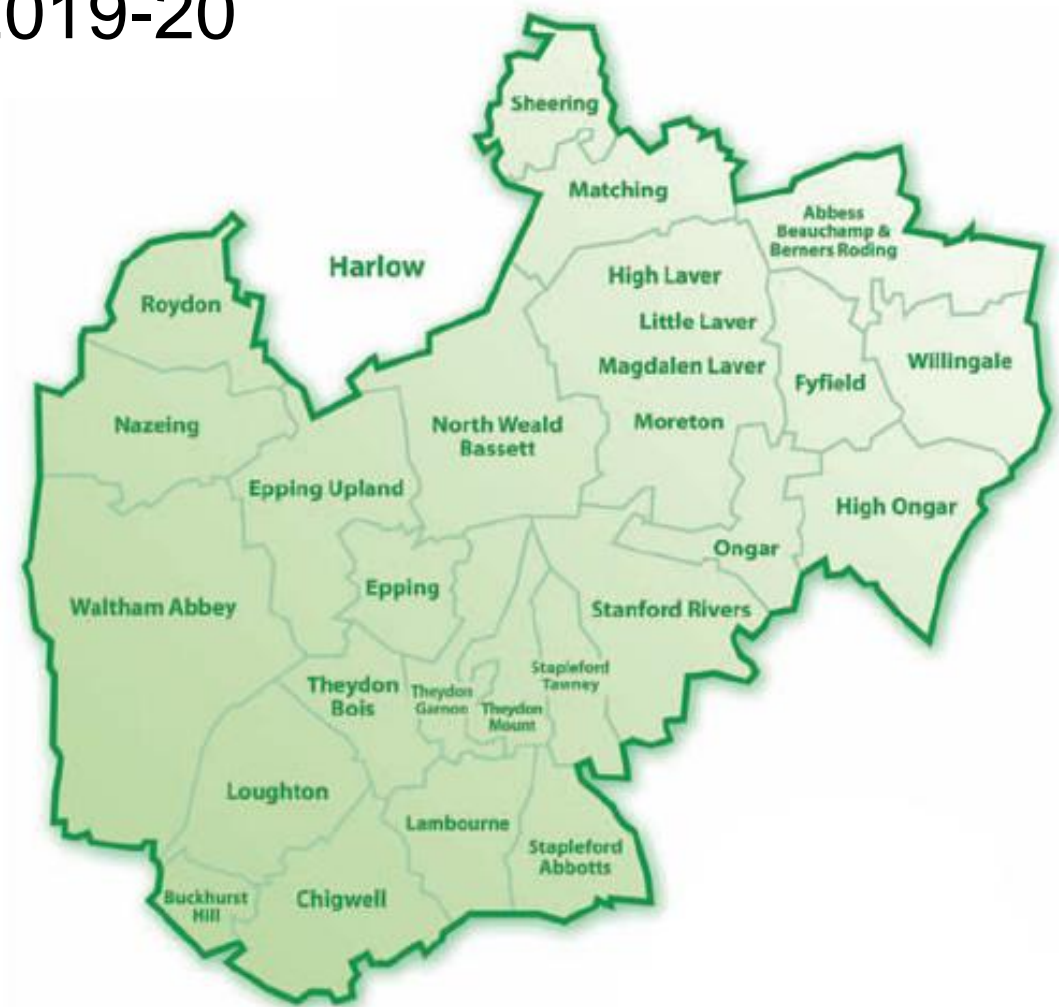 2019-20
Sheering
Matching
Abbess
Beauchamp &
Berners Roding
Harlow
High Laver
Roydon
Little Laver
Magdalen Laver
Willingale
Fyfield
Nazeing
North Weald
Bassett
Moreton
Epping Upland
High Ongar
Ongar
Epping
Waltham Abbey
Stanford Rivers
Stapleford
Tawney
Theydon
Bois
Theydon
Garnon
Theydon
Mount
Loughton
Lambourne
Stapleford
Abbotts
Buckhurst
Hill
Chigwell